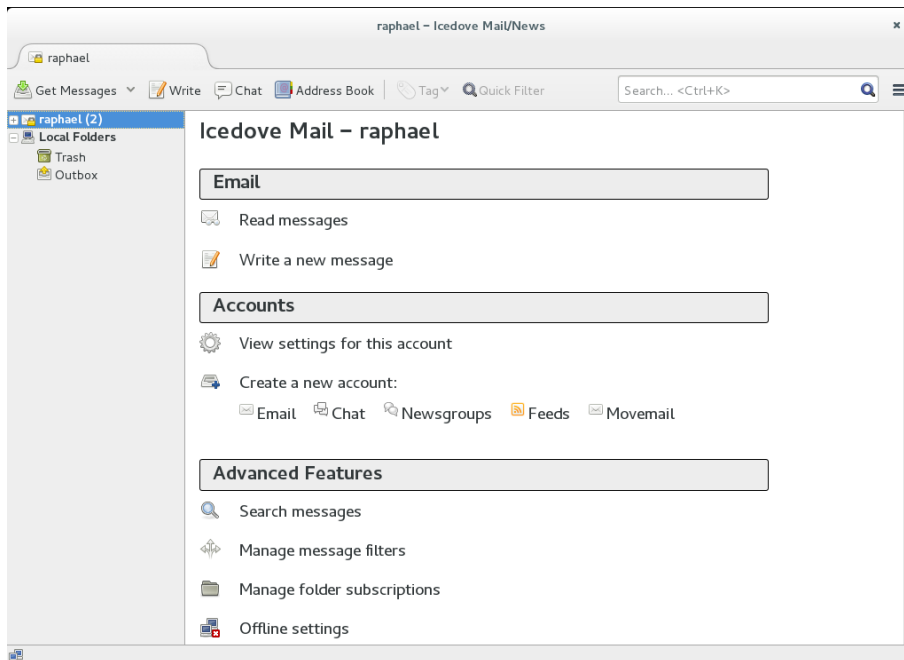 raphael – Icedove Mail/News
raphael
Get Messages Write Chat Address Book Tag Quick Filter Search... <Ctrl+K>
raphael (2)
Local Folders
Trash
Outbox
Icedove Mail – raphael
Email
Read messages
Write a new message
Accounts
View settings for this account
Create a new account:
Email Chat Newsgroups Feeds Movemail
Advanced Features
Search messages
Manage message filters
Manage folder subscriptions
Offline settings